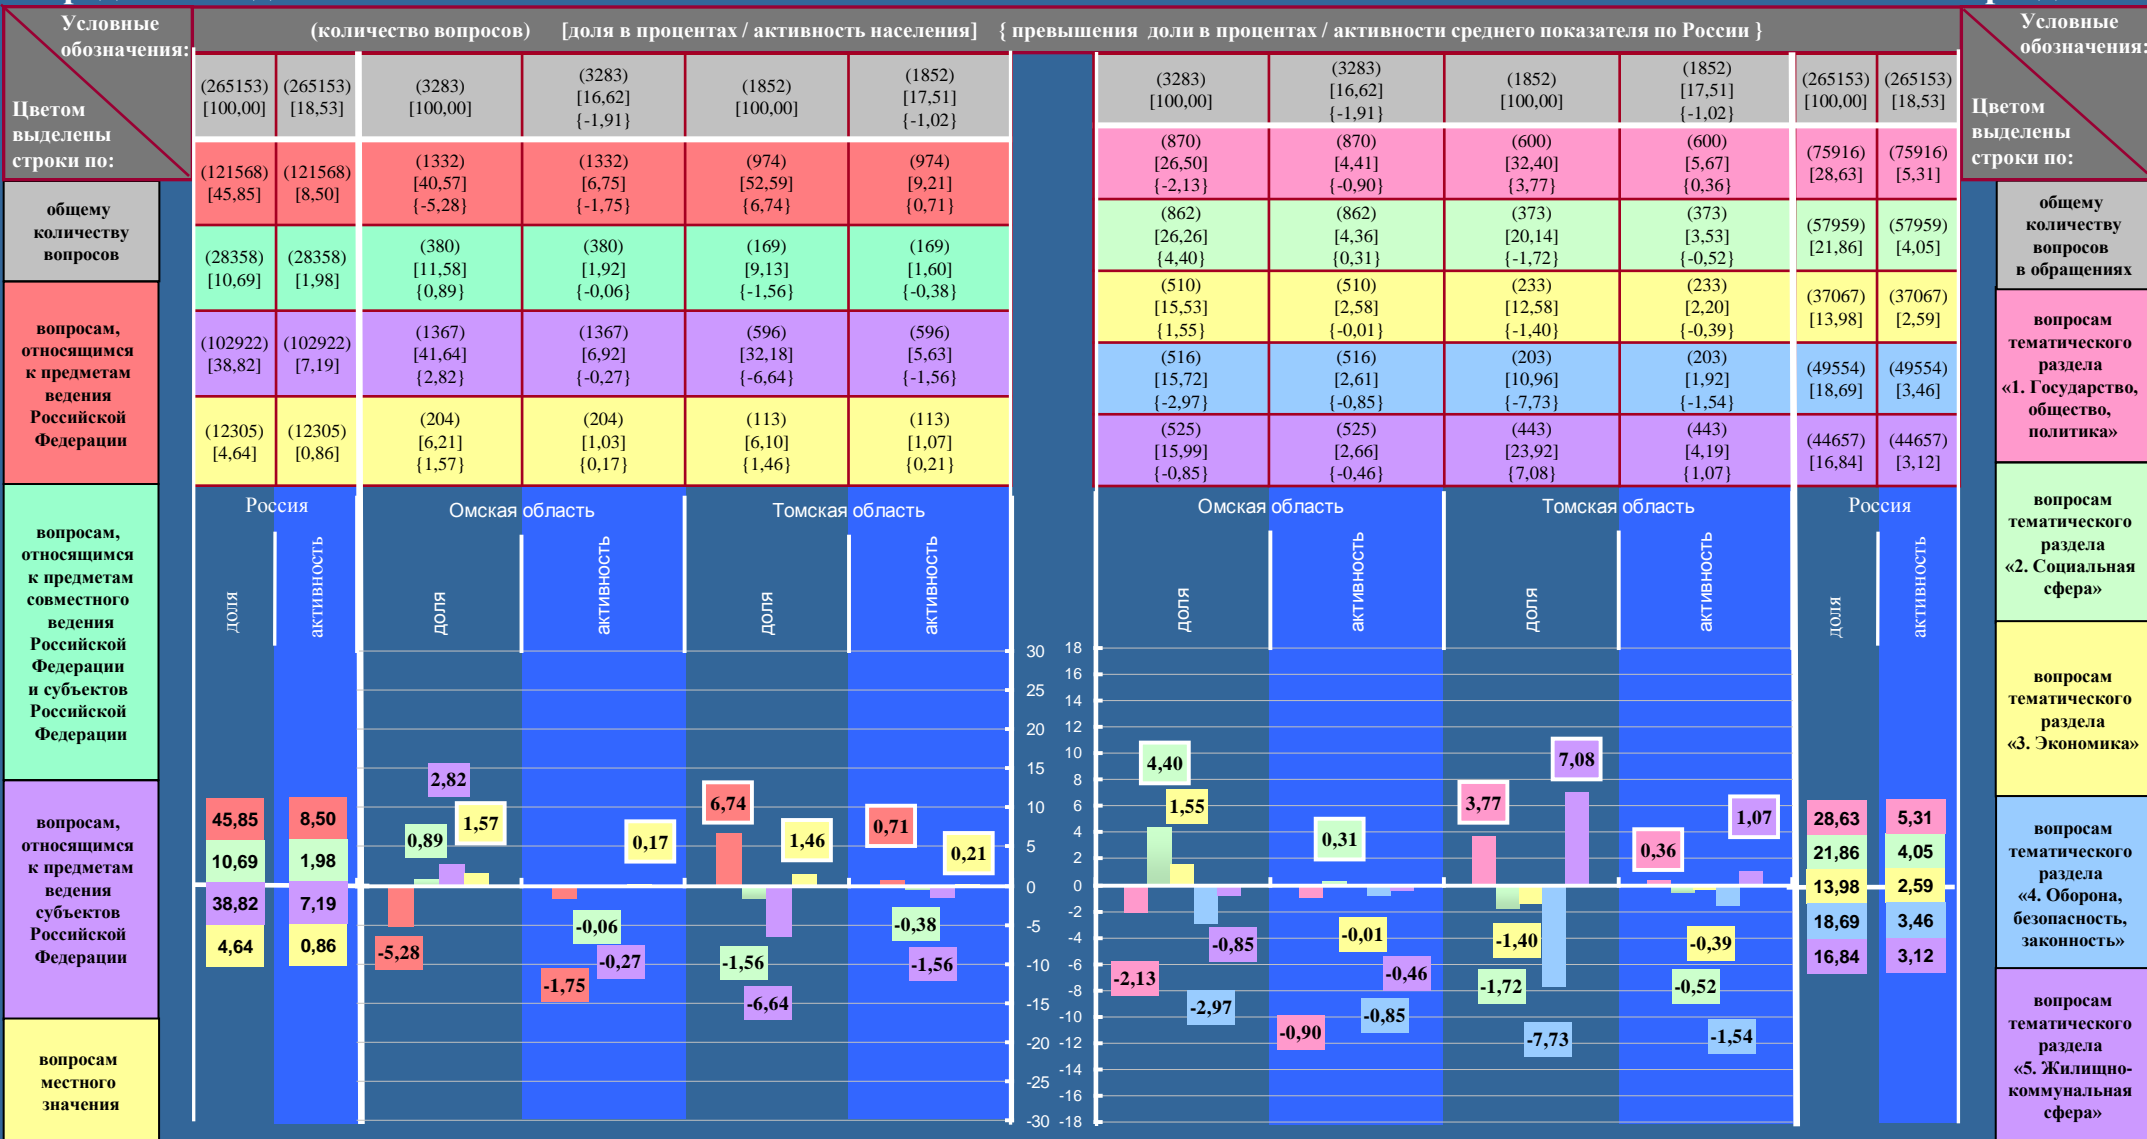 Условные
обозначения:
Цветом
выделены
строки по:
(количество вопросов) [доля в процентах / активность населения] { превышения доли в процентах / активности среднего показателя по России }
Условные
обозначения:
Цветом
выделены
строки по:
(265153) (265153) (3283) (3283) (1852) (1852)
[100,00] [18,53] [100,00] [16,62] [100,00] [17,51]
{-1,91} {-1,02}
(121568) (121568) (1332) (1332) (974) (974)
[45,85] [8,50] [40,57] [6,75] [52,59] [9,21]
{-5,28} {-1,75} {6,74} {0,71}
(28358) (28358) (380) (380) (169) (169)
[10,69] [1,98] [11,58] [1,92] [9,13] [1,60]
{0,89} {-0,06} {-1,56} {-0,38}
(102922) (102922) (1367) (1367) (596) (596)
[38,82] [7,19] [41,64] [6,92] [32,18] [5,63]
{2,82} {-0,27} {-6,64} {-1,56}
(12305) (12305) (204) (204) (113) (113)
[4,64] [0,86] [6,21] [1,03] [6,10] [1,07]
{1,57} {0,17} {1,46} {0,21}
(3283) (3283) (1852) (1852) (265153) (265153)
[100,00] [16,62] [100,00] [17,51] [100,00] [18,53]
{-1,91} {-1,02}
(870) (870) (600) (600) (75916) (75916)
[26,50] [4,41] [32,40] [5,67] [28,63] [5,31]
{-2,13} {-0,90} {3,77} {0,36}
(862) (862) (373) (373) (57959) (57959)
[26,26] [4,36] [20,14] [3,53] [21,86] [4,05]
{4,40} {0,31} {-1,72} {-0,52}
(510) (510) (233) (233) (37067) (37067)
[15,53] [2,58] [12,58] [2,20] [13,98] [2,59]
{1,55} {-0,01} {-1,40} {-0,39}
(516) (516) (203) (203) (49554) (49554)
[15,72] [2,61] [10,96] [1,92] [18,69] [3,46]
{-2,97} {-0,85} {-7,73} {-1,54}
(525) (525) (443) (443) (44657) (44657)
[15,99] [2,66] [23,92] [4,19] [16,84] [3,12]
{-0,85} {-0,46} {7,08} {1,07}
общему
количеству
вопросов
вопросам,
относящимся
к предметам
ведения
Российской
Федерации
вопросам,
относящимся
к предметам
совместного
ведения
Российской
Федерации
и субъектов
Российской
Федерации
вопросам,
относящимся
к предметам
ведения
субъектов
Российской
Федерации
вопросам
местного
значения
Россия Омская область Томская область
доля активность доля активность доля активность
45,85 8,50
10,69 1,98
38,82 7,19
4,64 0,86
-5,28
0,89
2,82
1,57
-1,75
-0,06
-0,27
0,17
6,74
-1,56
-6,64
1,46
0,71
-0,38
-1,56
0,21
30
25
20
15
10
5
0
-5
-10
-15
-20
-25
-30
18
16
14
12
10
8
6
4
2
0
-2
-4
-6
-8
-10
-12
-14
-16
-18
Омская область Томская область Россия
доля активность доля активность доля активность
-2,13
4,40
1,55
-2,97
-0,85
-0,90
0,31
-0,01
-0,85
-0,46
3,77
-1,72
-1,40
-7,73
7,08
0,36
-0,52
-0,39
-1,54
1,07
28,63 5,31
21,86 4,05
13,98 2,59
18,69 3,46
16,84 3,12
общему
количеству
вопросов
в обращениях
вопросам
тематического
раздела
«1. Государство,
общество,
политика»
вопросам
тематического
раздела
«2. Социальная
сфера»
вопросам
тематического
раздела
«3. Экономика»
вопросам
тематического
раздела
«4. Оборона,
безопасность,
законность»
вопросам
тематического
раздела
«5. Жилищно-
коммунальная
сфера»